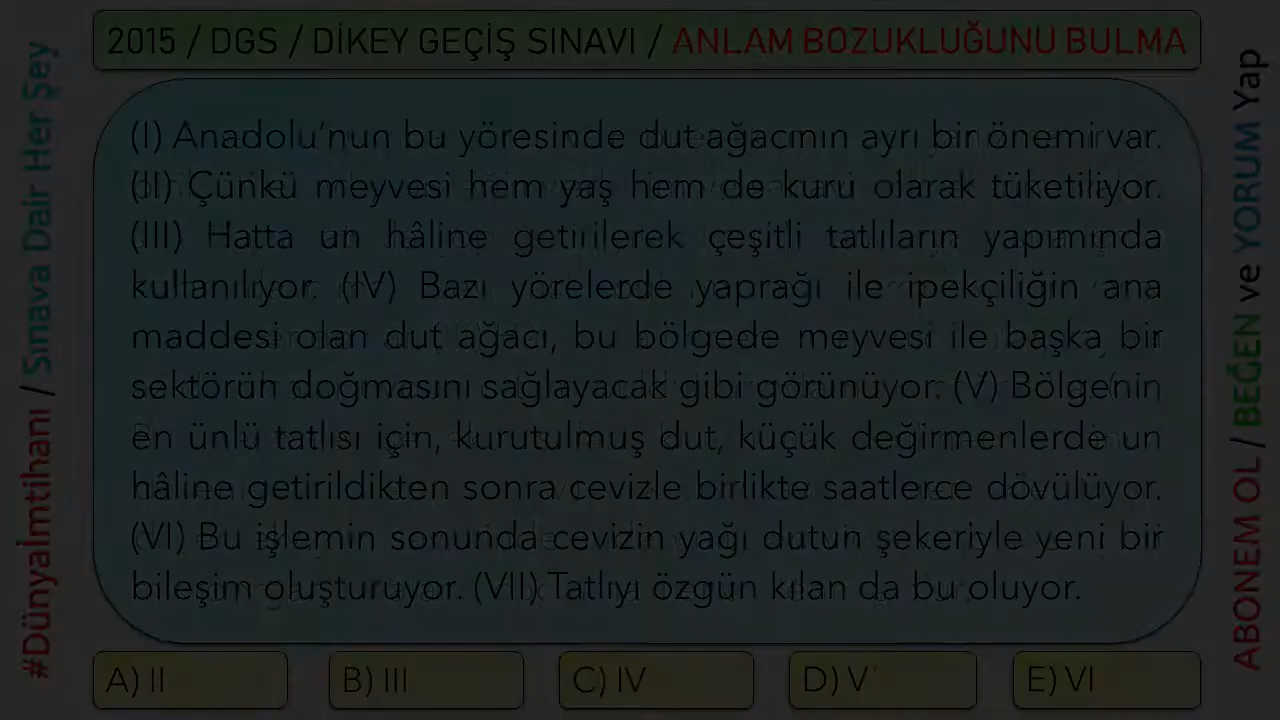 2015 / DGS / DİKEY GEÇİŞ SINAVI / ANLAM BOZUKLUĞUNU BULMA
#Dünyaİmtihanı / Sınava Dair Her Şey
(I) Anadolu’nun bu yöresinde dut ağacının ayrı bir önemi var.
(II) Çünkü meyvesi hem yaş hem de kuru olarak tüketiliyor.
(III) Hatta un hâline getirilerek çeşitli tatlıların yapımında
kullanılıyor. (IV) Bazı yörelerde yaprağı ile ipekçiliğin ana
maddesi olan dut ağacı, bu bölgede meyvesi ile başka bir
sektörün doğmasını sağlayacak gibi görünüyor. (V) Bölgenin
en ünlü tatlısı için, kurutulmuş dut, küçük değirmenlerde un
hâline getirildikten sonra cevizle birlikte saatlerce dövülüyor.
(VI) Bu işlemin sonunda cevizin yağı dutun şekeriyle yeni bir
bileşim oluşturuyor. (VII) Tatlıyı özgün kılan da bu oluyor.
A) II
B) III
C) IV
D) V
E) VI
ABONEM OL / BEĞEN ve YORUM Yap